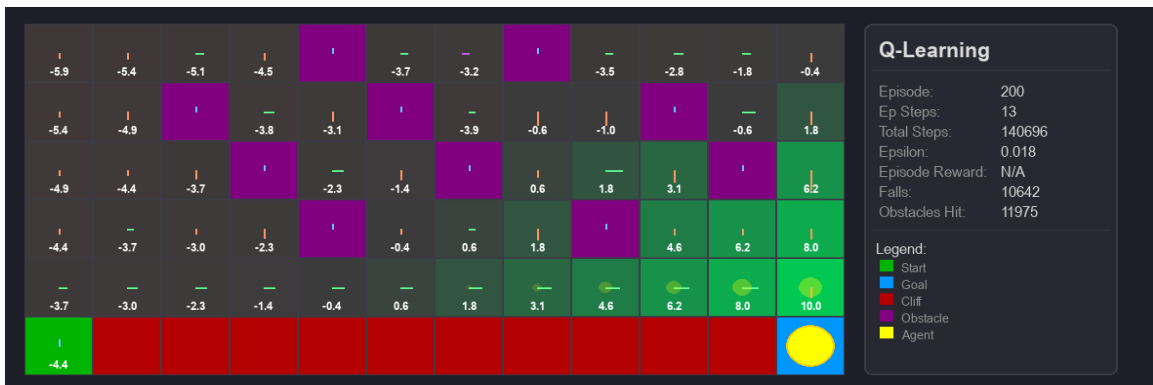 -5.9 -5.4 -5.1 -4.5 -3.7 -3.2 -3.5 -2.8 -1.8 -0.4
-5.4 -4.9 -3.8 -3.1 -3.9 -0.6 -1.0 -0.6 1.8
-4.9 -4.4 -3.7 -2.3 -1.4 0.6 1.8 3.1 6.2
-4.4 -3.7 -3.0 -2.3 -0.4 0.6 1.8 4.6 6.2 8.0
-3.7 -3.0 -2.3 -1.4 -0.4 0.6 1.8 3.1 4.6 6.2 8.0 10.0
-4.4
Q-Learning
Episode: 200
Ep Steps: 13
Total Steps: 140696
Epsilon: 0.018
Episode Reward: N/A
Falls: 10642
Obstacles Hit: 11975
Legend:
Start
Goal
Cliff
Obstacle
Agent